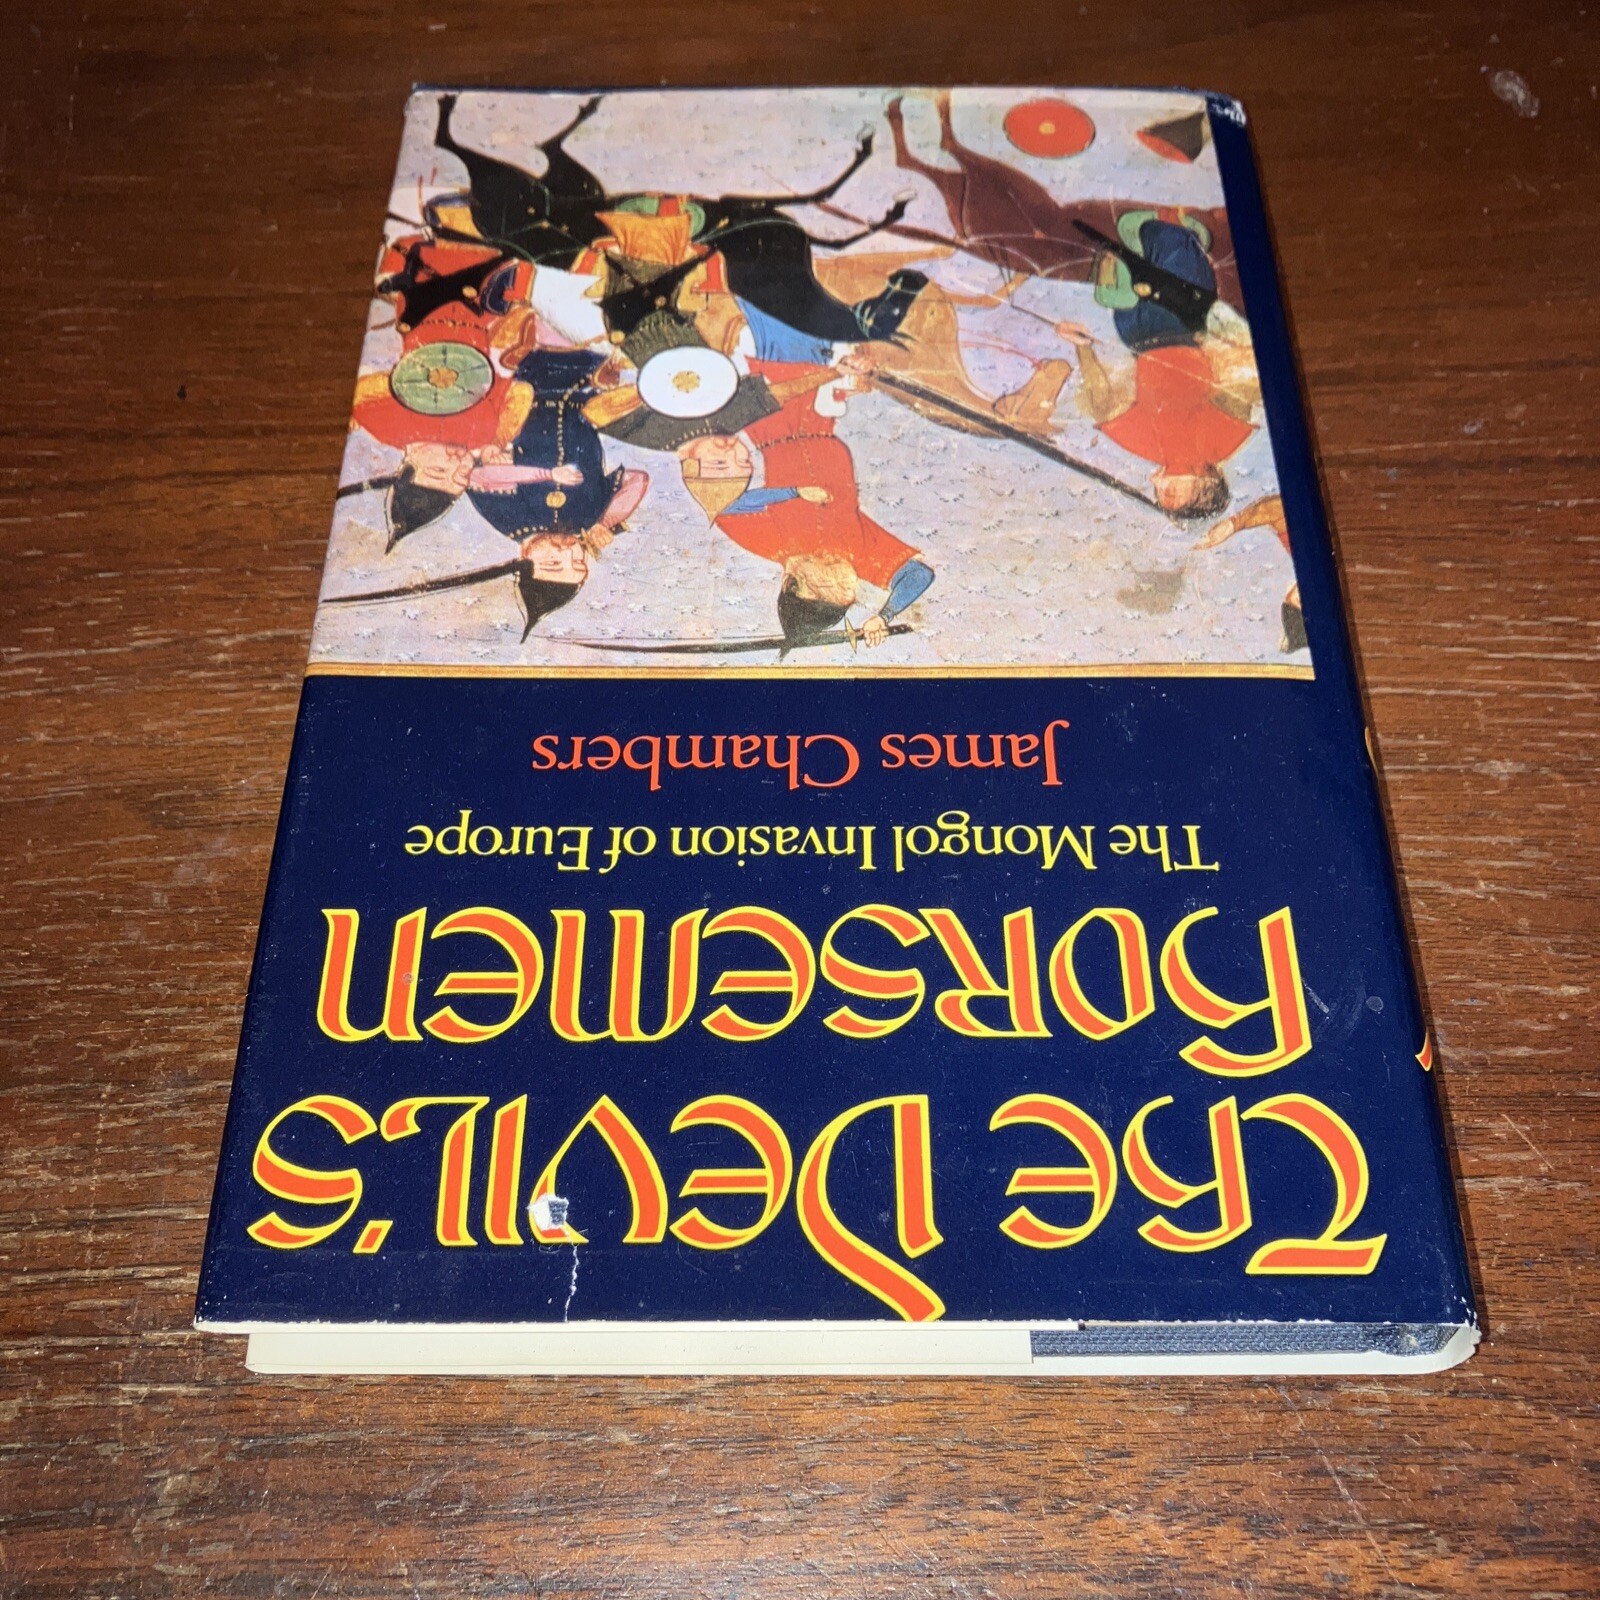 The Devil's
Horsemen
The Mongol Invasion of Europe
James Chambers